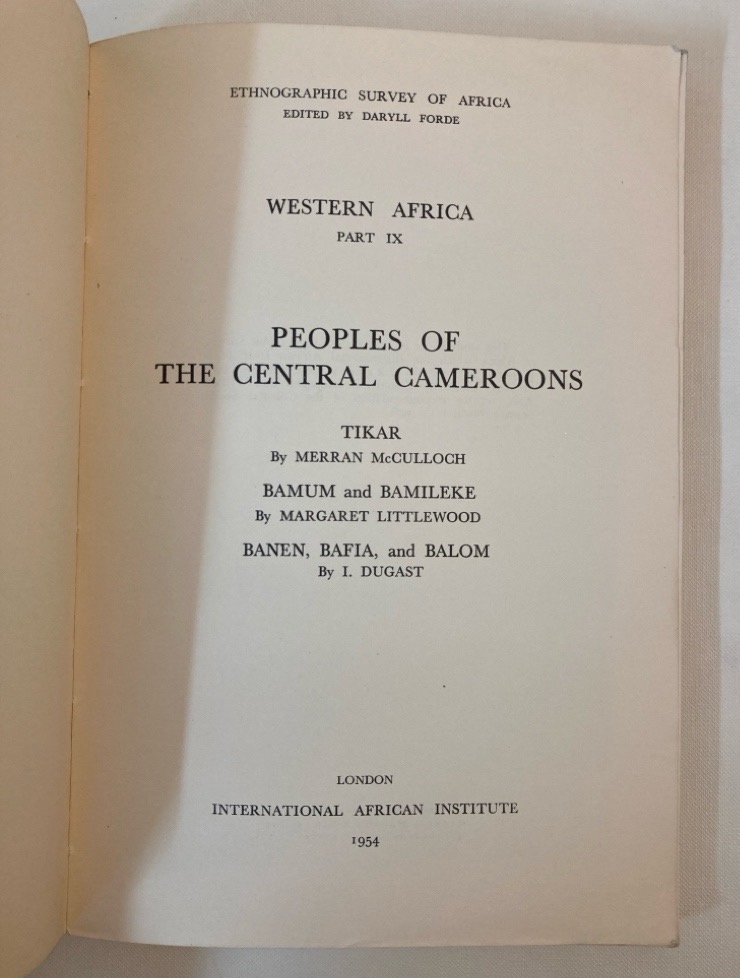 ETHNOGRAPHIC SURVEY OF AFRICA
EDITED BY DARYLL FORDE
WESTERN AFRICA
PART IX
PEOPLES OF
THE CENTRAL CAMEROONS
TIKAR
By MERRAN McCULLOCH
BAMUM and BAMILEKE
By MARGARET LITTLEWOOD
BANEN, BAFIA, and BALOM
By I. DUGAST
LONDON
INTERNATIONAL AFRICAN INSTITUTE
1954